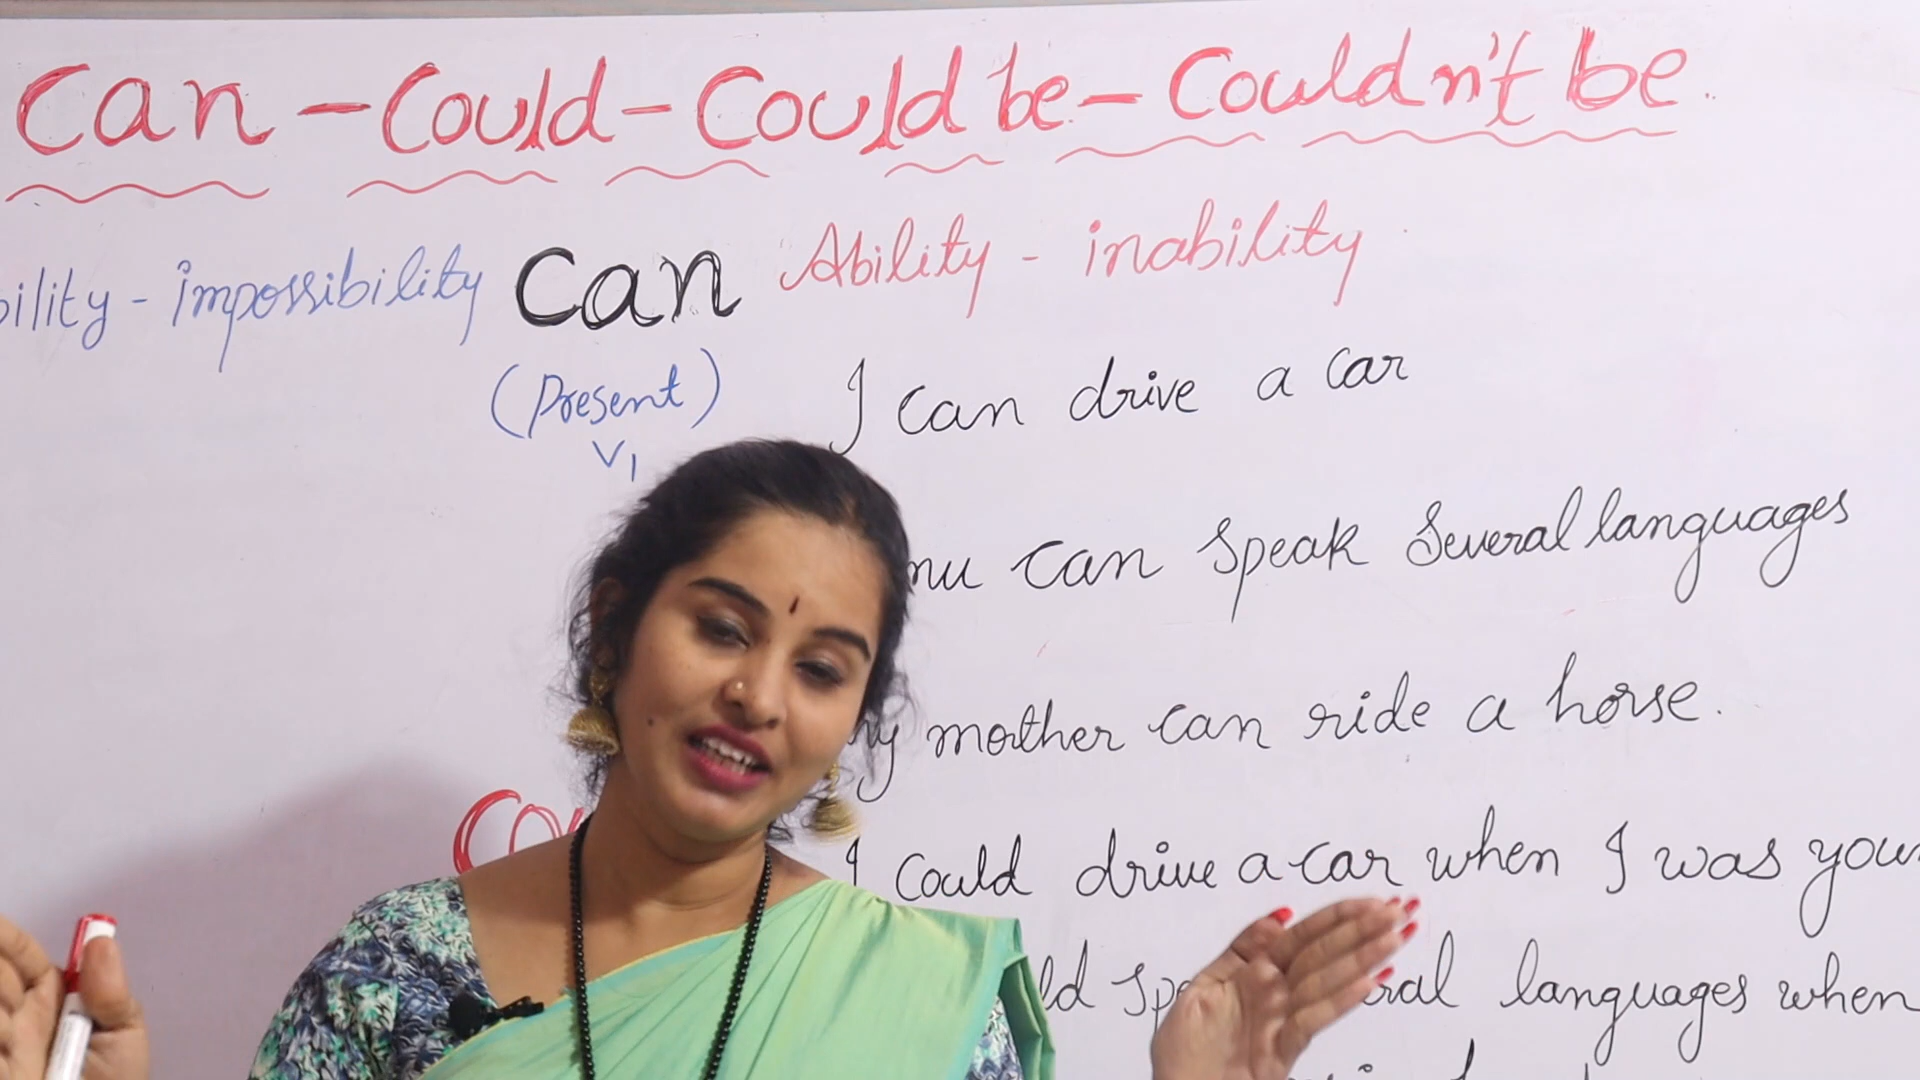 Can - Could - Could be - Couldn't be
impossibility Can Ability - inability
(Present)
V1
I can drive a car
can speak several languages
mother can ride a horse.
I could drive a car when I was
languages when